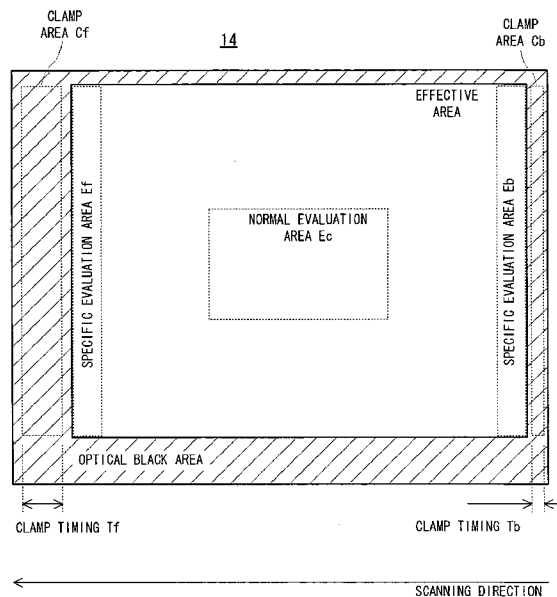 CLAMP
AREA Cf
14
CLAMP
AREA Cb
EFFECTIVE
AREA
SPECIFIC EVALUATION AREA Ef
NORMAL EVALUATION
AREA Ec
SPECIFIC EVALUATION AREA Eb
OPTICAL BLACK AREA
CLAMP TIMING Tf
CLAMP TIMING Tb
SCANNING DIRECTION